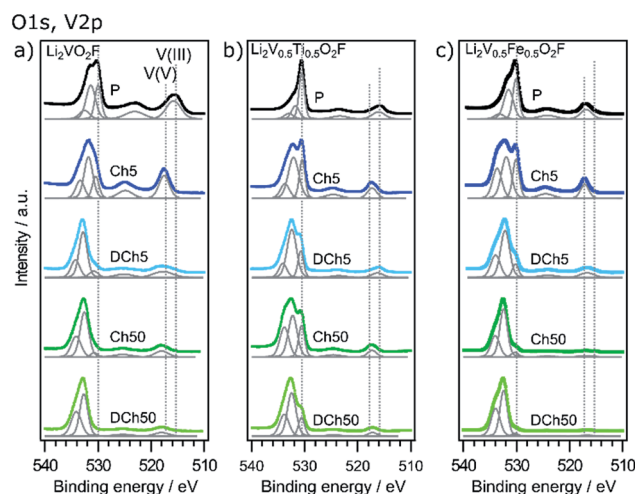 O1s, V2p
a)
Li2VO2F
V(III)
V(V)
P
Ch5
DCh5
Ch50
DCh50
540 530 520 510
Binding energy / eV
Intensity / a.u.
b)
Li2V0.5Ti0.5O2F
P
Ch5
DCh5
Ch50
DCh50
540 530 520 510
Binding energy / eV
c)
Li2V0.5Fe0.5O2F
P
Ch5
DCh5
Ch50
DCh50
540 530 520 510
Binding energy / eV